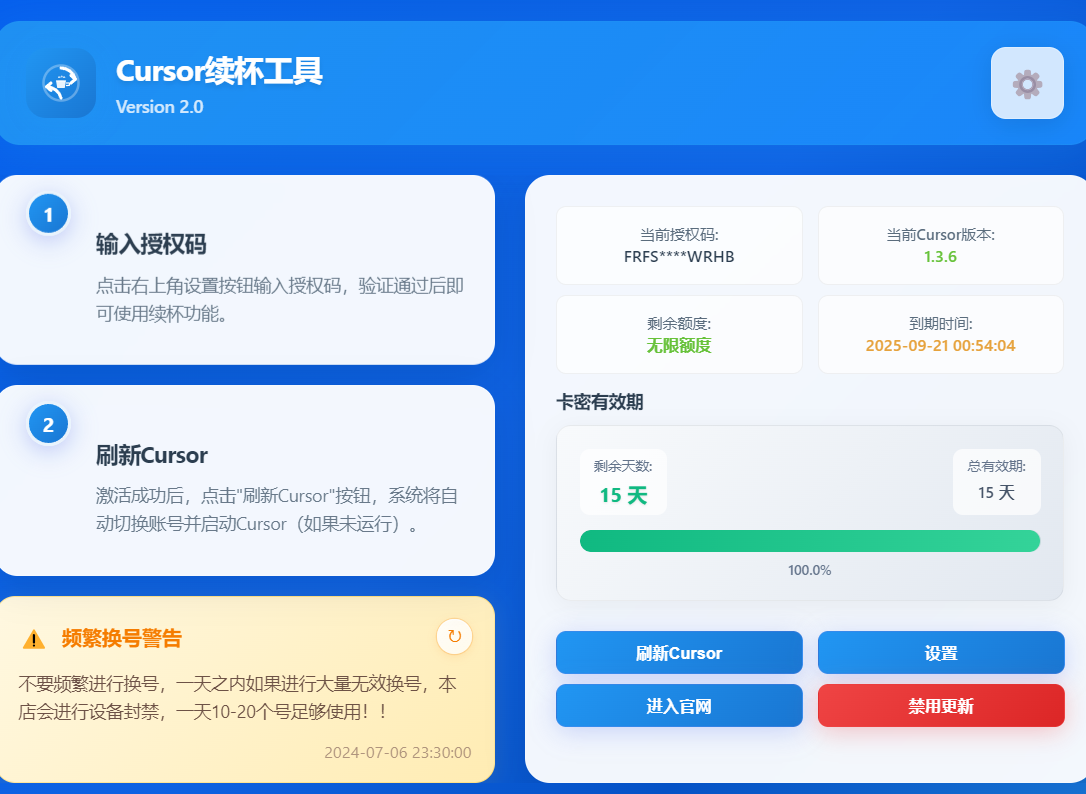 Cursor续杯工具
Version 2.0
1
输入授权码
点击右上角设置按钮输入授权码，验证通过后即
可使用续杯功能。
2
刷新Cursor
激活成功后，点击"刷新Cursor"按钮，系统将自
动切换账号并启动Cursor（如果未运行）。
频繁换号警告
不要频繁进行换号，一天之内如果进行大量无效换号，本
店会进行设备封禁，一天10-20个号足够使用！！
2024-07-06 23:30:00
当前授权码:
FRFS****WRHB
当前Cursor版本:
1.3.6
剩余额度:
无限额度
到期时间:
2025-09-21 00:54:04
卡密有效期
剩余天数:
15 天
总有效期:
15 天
100.0%
刷新Cursor
设置
进入官网
禁用更新